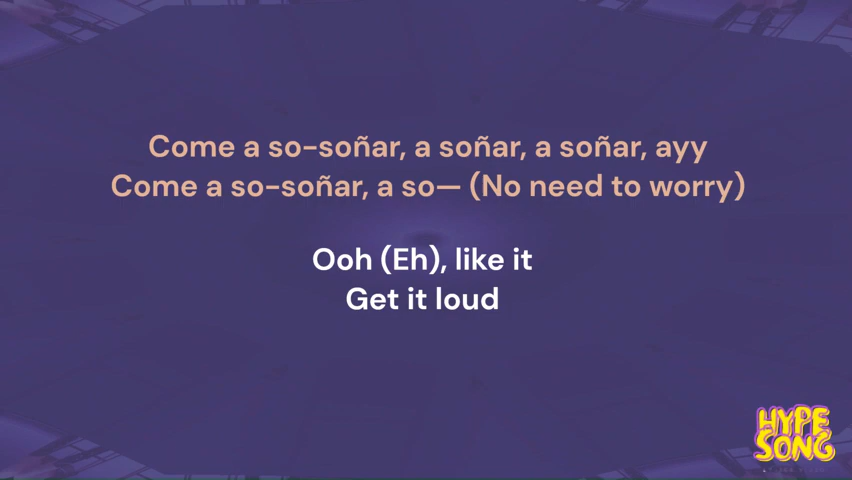 Come a so-soñar, a soñar, a soñar, ayy
Come a so-soñar, a so— (No need to worry)
Ooh (Eh), like it
Get it loud
HYPE
SONG